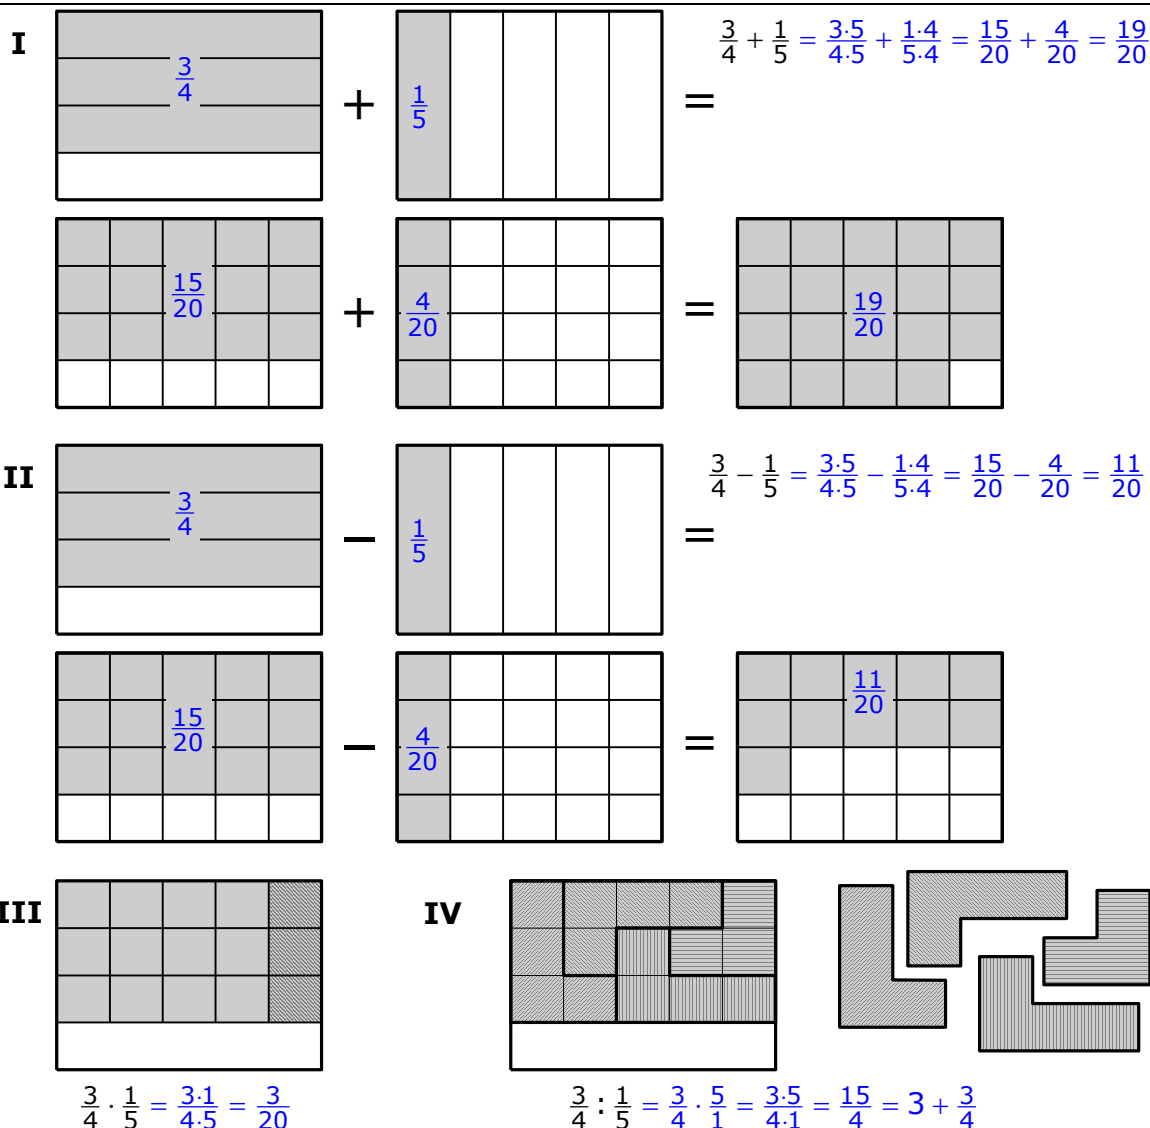 I
3/4 + 1/5 = 3·5/4·5 + 1·4/5·4 = 15/20 + 4/20 = 19/20
3/4 + 1/5 =
15/20 + 4/20 = 19/20
II
3/4 − 1/5 = 3·5/4·5 − 1·4/5·4 = 15/20 − 4/20 = 11/20
3/4 − 1/5 =
15/20 − 4/20 = 11/20
III
IV
3/4 · 1/5 = 3·1/4·5 = 3/20
3/4 : 1/5 = 3/4 · 5/1 = 3·5/4·1 = 15/4 = 3 + 3/4